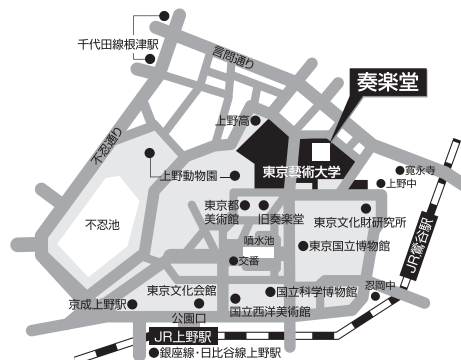 千代田線根津駅
言問通り
奏楽堂
不忍通り
上野高
東京藝術大学
寛永寺
上野中
上野動物園
東京都
美術館
旧奏楽堂
東京文化財研究所
不忍池
噴水池
東京国立博物館
JR鶯谷駅
交番
忍岡中
東京文化会館
国立科学博物館
京成上野駅
公園口
国立西洋美術館
JR上野駅
銀座線・日比谷線上野駅